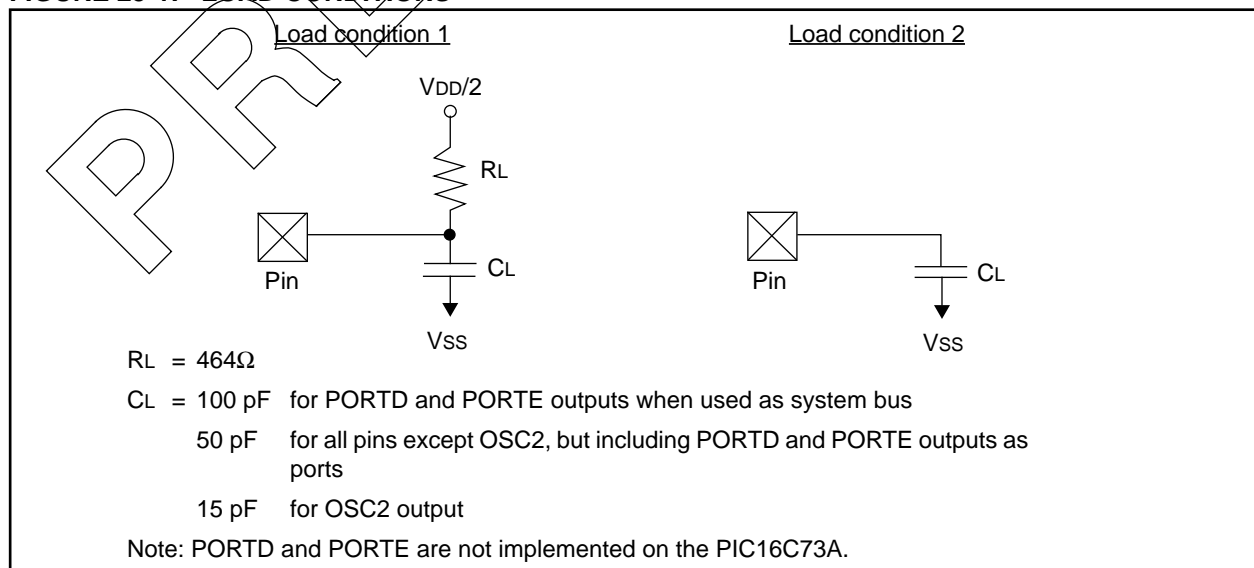 Load condition 1
Load condition 2
VDD/2
RL
Pin
CL
VSS
Pin
CL
VSS
RL = 464Ω
CL = 100 pF for PORTD and PORTE outputs when used as system bus
50 pF for all pins except OSC2, but including PORTD and PORTE outputs as
ports
15 pF for OSC2 output
Note: PORTD and PORTE are not implemented on the PIC16C73A.